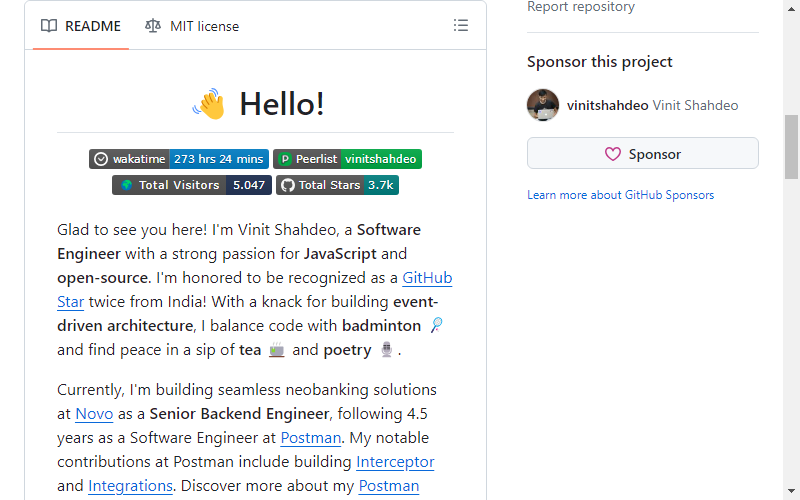 README
MIT license
Hello!
wakatime 273 hrs 24 mins
Peerlist vinitshahdeo
Total Visitors 5.047
Total Stars 3.7k
Glad to see you here! I'm Vinit Shahdeo, a Software
Engineer with a strong passion for JavaScript and
open-source. I'm honored to be recognized as a GitHub
Star twice from India! With a knack for building event-
driven architecture, I balance code with badminton 🏸
and find peace in a sip of tea 🍵 and poetry 🎙️.
Currently, I'm building seamless neobanking solutions
at Novo as a Senior Backend Engineer, following 4.5
years as a Software Engineer at Postman. My notable
contributions at Postman include building Interceptor
and Integrations. Discover more about my Postman
Report repository
Sponsor this project
vinitshahdeo Vinit Shahdeo
Sponsor
Learn more about GitHub Sponsors